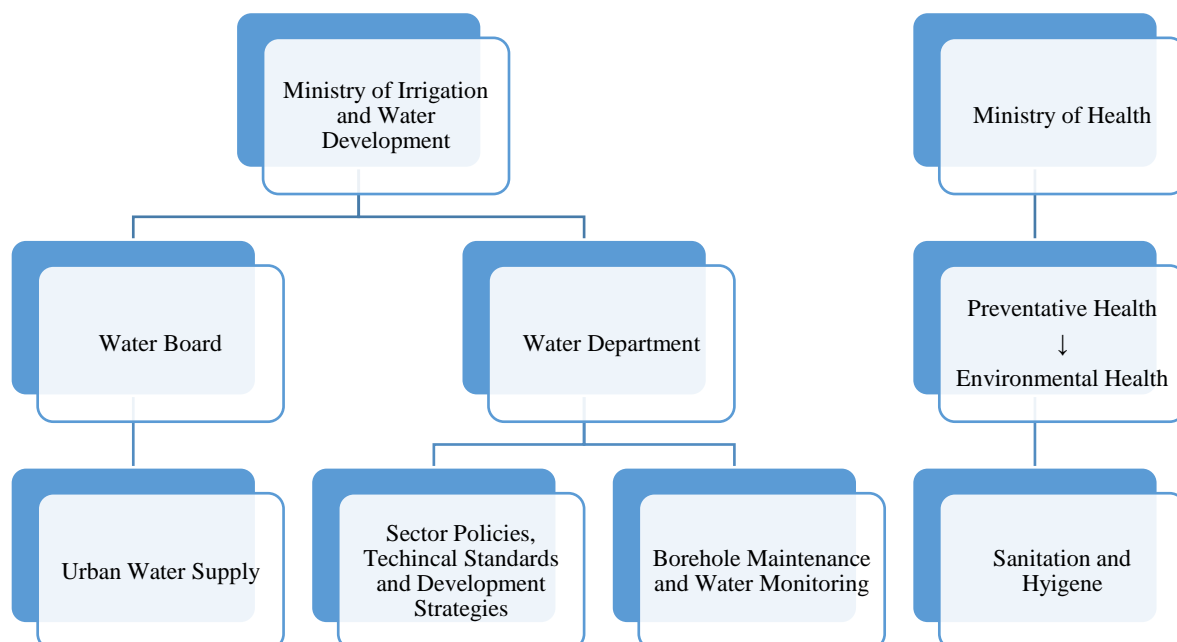 Ministry of Irrigation
and Water
Development
Ministry of Health
Water Board
Water Department
Preventative Health
↓
Environmental Health
Urban Water Supply
Sector Policies,
Techincal Standards
and Development
Strategies
Borehole Maintenance
and Water Monitoring
Sanitation and
Hyigene